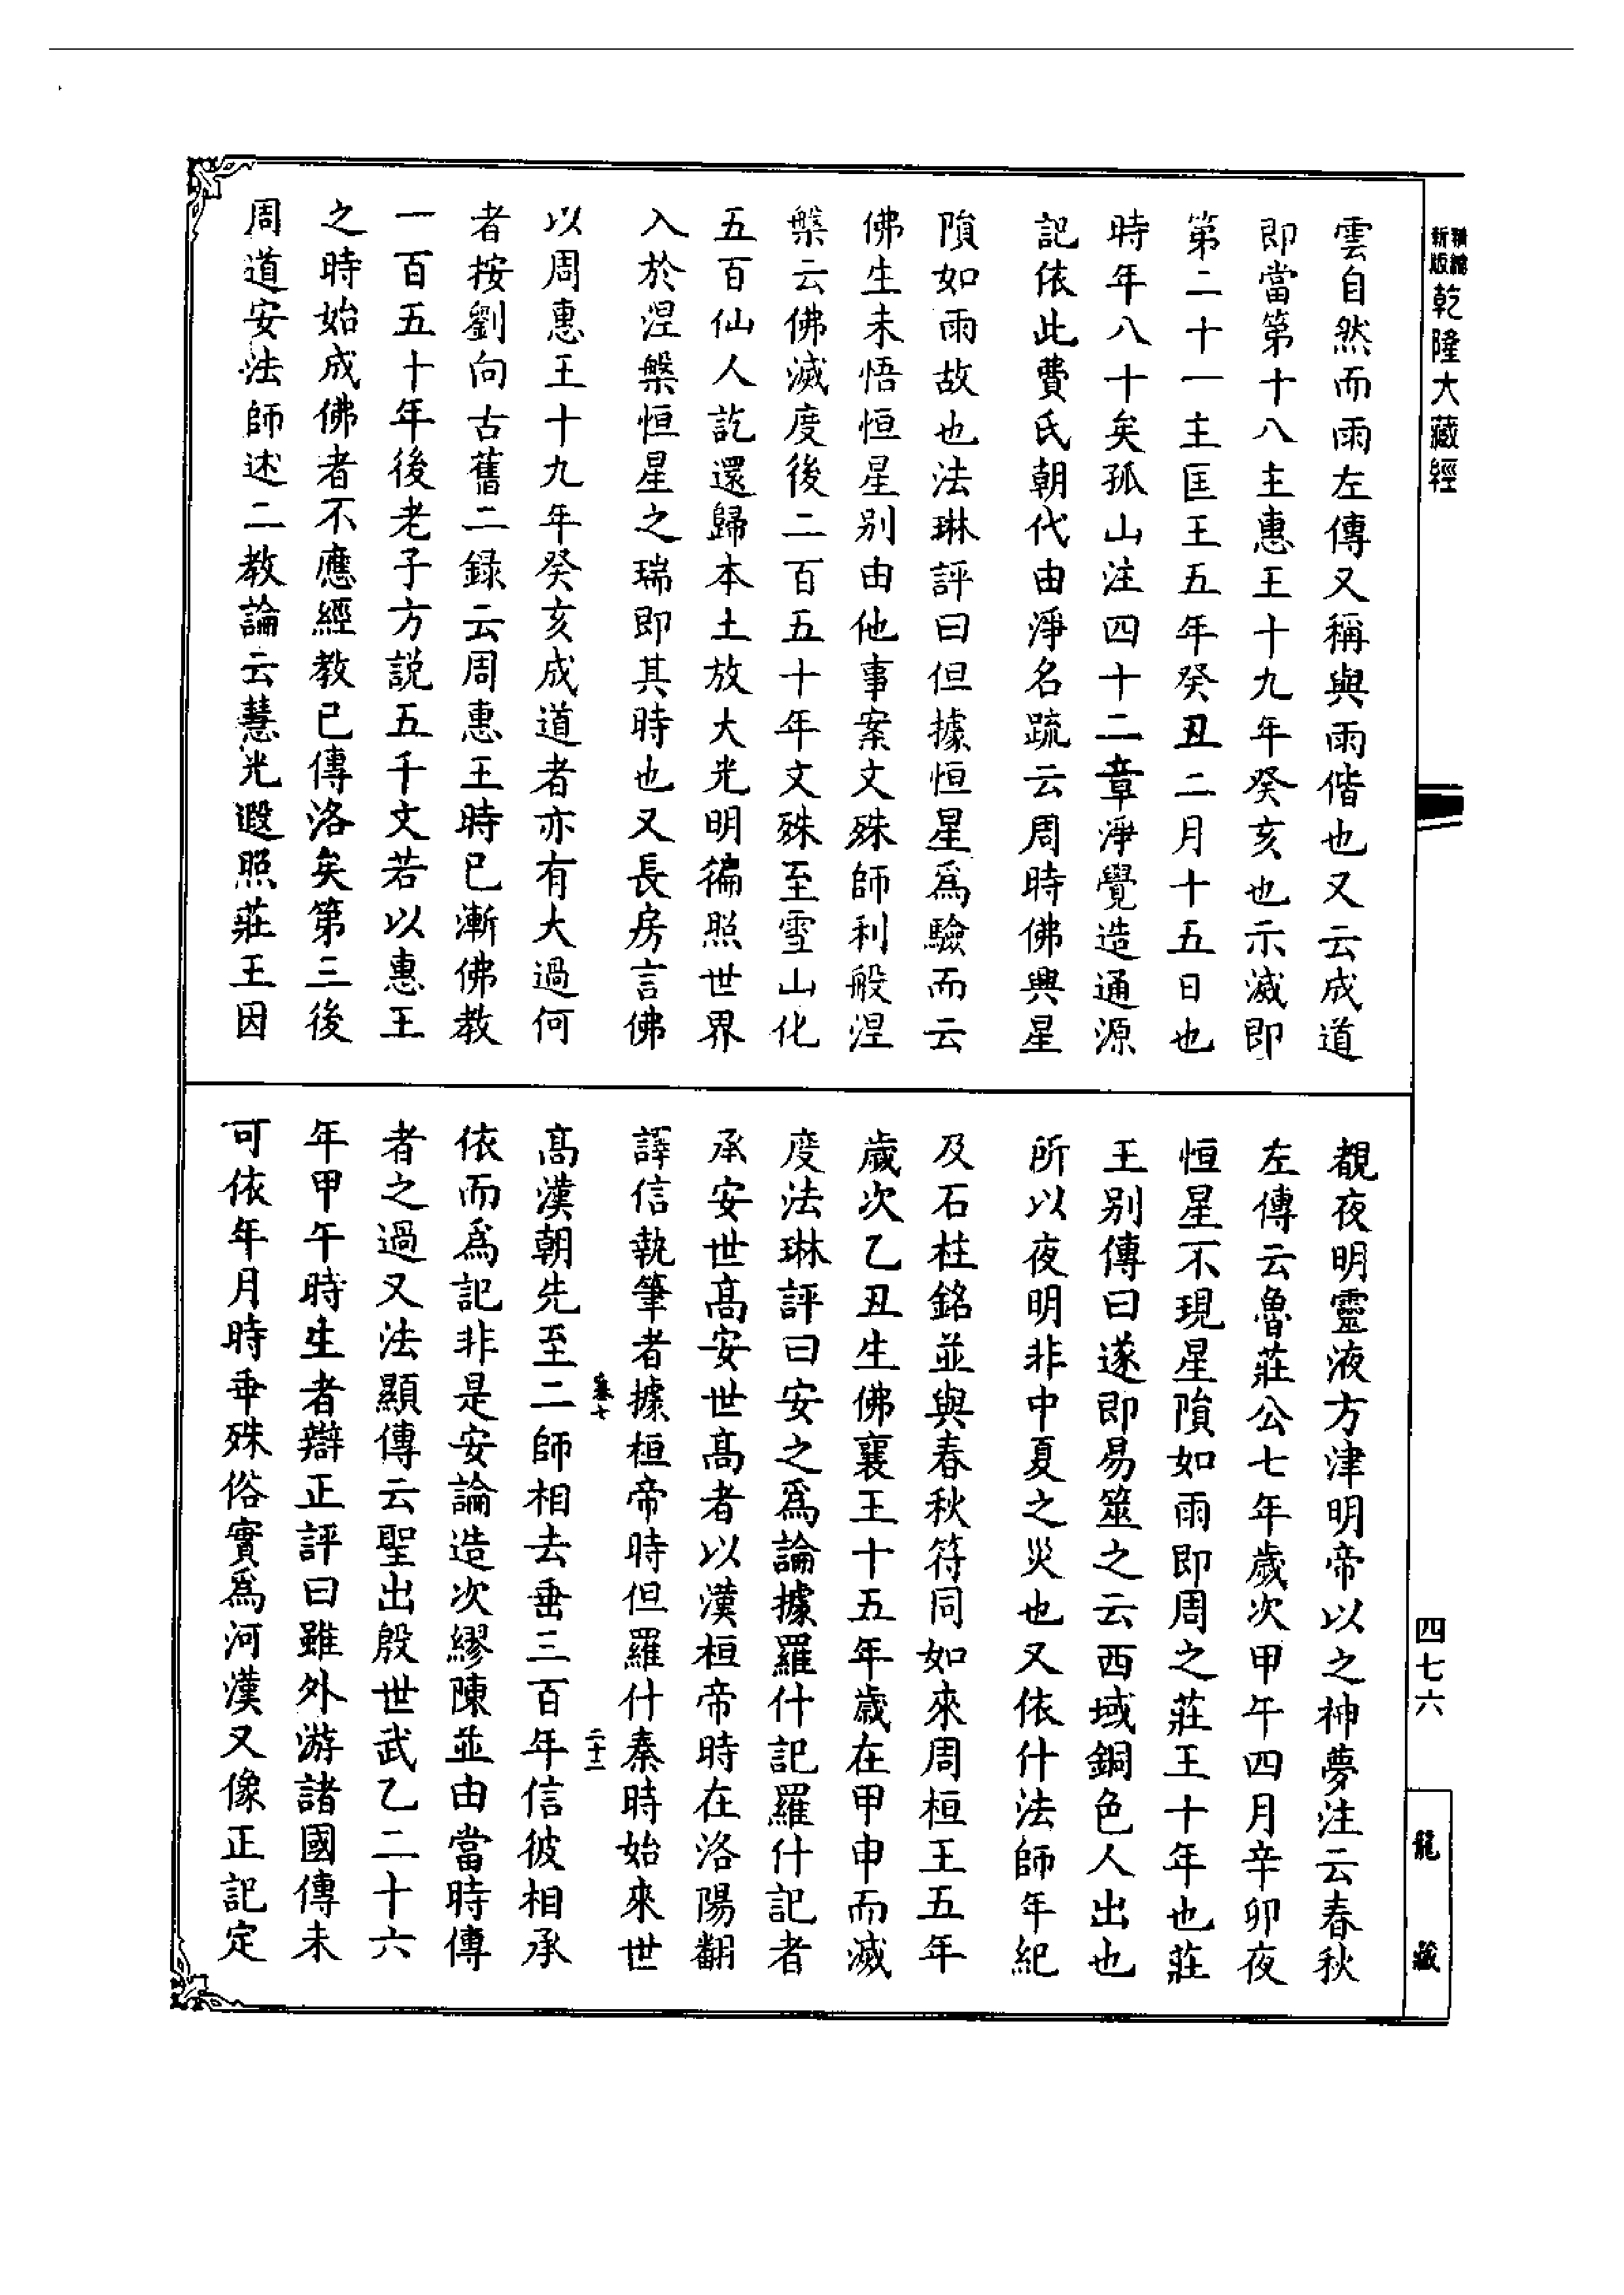 精編
新版
乾隆大藏經
雲自然而雨左傳又稱與雨偕也又云成道
即當第十八主惠王十九年癸亥也示滅即
第二十一主匡王五年癸丑二月十五日也
時年八十矣孤山注四十二章淨覺造通源
記依此費氏朝代由淨名疏云周時佛興星
隕如雨故也法琳評曰但據恒星爲驗而云
佛生未悟恒星別由他事案文殊師利般涅
槃云佛滅度後二百五十年文殊至雪山化
五百仙人訖還歸本土放大光明徧照世界
入於涅槃恒星之瑞即其時也又長房言佛
以周惠王十九年癸亥成道者亦有大過何
者按劉向古舊二録云周惠王時已漸佛教
一百五十年後老子方説五千文若以惠王
之時始成佛者不應經教已傳洛矣第三後
周道安法師述二教論云慧光遐照莊王因
覩夜明靈液方津明帝以之神夢注云春秋
左傳云魯莊公七年歲次甲午四月辛卯夜
恒星不現星隕如雨即周之莊王十年也莊
王別傳曰遂即易筮之云西域銅色人出也
所以夜明非中夏之災也又依什法師年紀
及石柱銘並與春秋符同如來周桓王五年
歲次乙丑生佛襄王十五年歲在甲申而滅
度法琳評曰安之爲論據羅什記羅什記者
承安世高安世高者以漢桓帝時在洛陽翻
譯信執筆者據桓帝時但羅什秦時始來世
高漢朝先至二師相去垂三百年信彼相承
依而爲記非是安論造次繆陳並由當時傳
者之過又法顯傳云聖出殷世武乙二十六
年甲午時生者辯正評曰雖外游諸國傳未
可依年月時乖殊俗實爲河漢又像正記定
卷七
二十二
四七六
龍藏